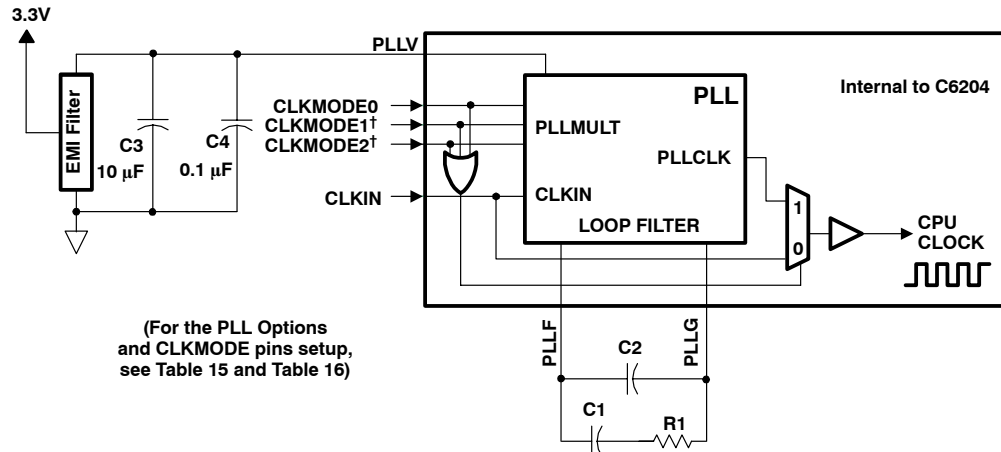 3.3V
PLLV
EMI Filter
C3
10 μF
C4
0.1 μF
CLKMODE0
CLKMODE1†
CLKMODE2†
CLKIN
PLL
PLLMULT
PLLCLK
CLKIN
LOOP FILTER
Internal to C6204
1
0
CPU
CLOCK
(For the PLL Options
and CLKMODE pins setup,
see Table 15 and Table 16)
PLLF
PLLG
C2
C1
R1